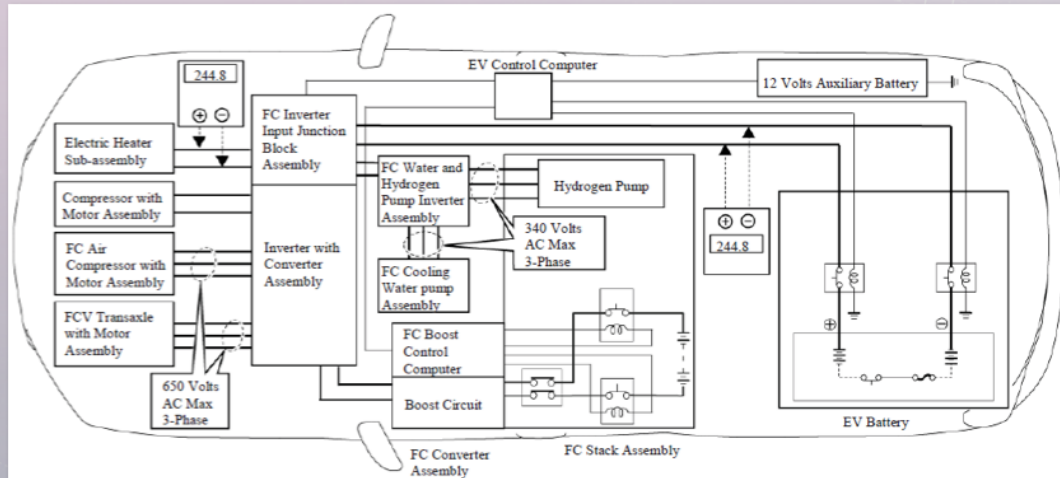 EV Control Computer
12 Volts Auxiliary Battery
244.8
Electric Heater
Sub-assembly
FC Inverter
Input Junction
Block
Assembly
Compressor with
Motor Assembly
FC Air
Compressor with
Motor Assembly
FCV Transaxle
with Motor
Assembly
650 Volts
AC Max
3-Phase
Inverter with
Converter
Assembly
FC Water and
Hydrogen
Pump Inverter
Assembly
Hydrogen Pump
340 Volts
AC Max
3-Phase
FC Cooling
Water pump
Assembly
FC Boost
Control
Computer
Boost Circuit
FC Converter
Assembly
FC Stack Assembly
244.8
EV Battery